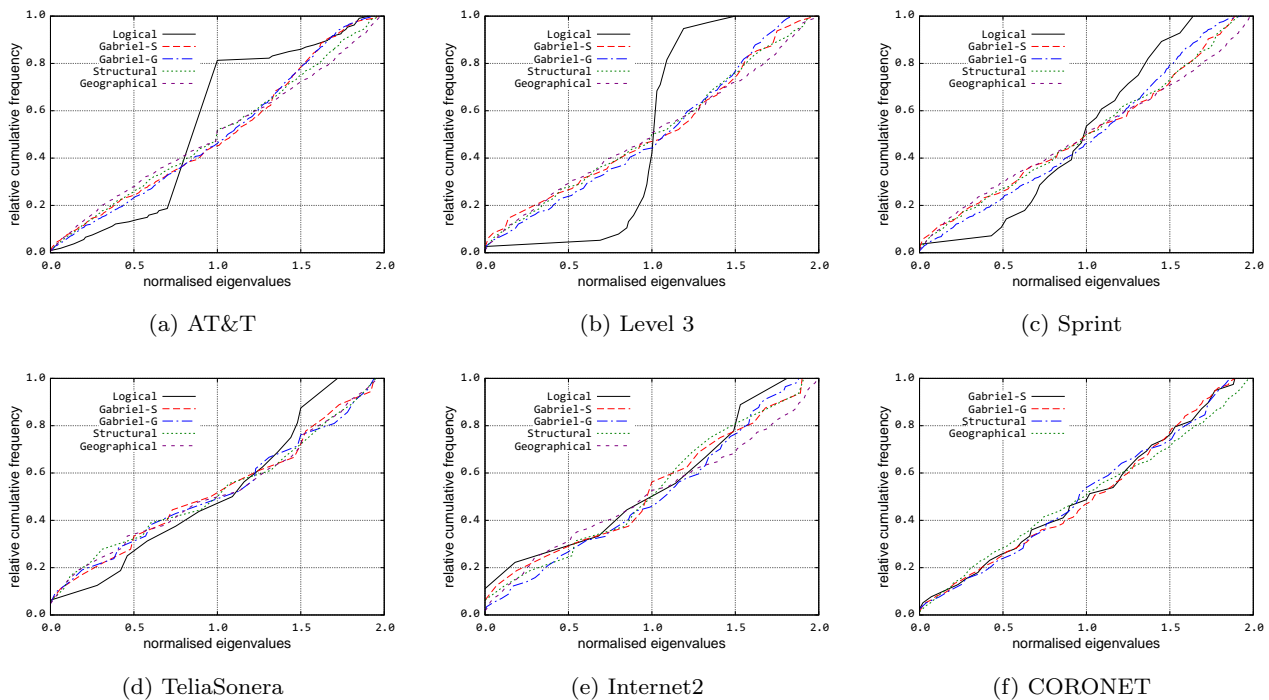 1.0
0.8
0.6
0.4
0.2
0.0
relative cumulative frequency
Logical
Gabriel-S
Gabriel-G
Structural
Geographical
0.0 0.5 1.0 1.5 2.0
normalised eigenvalues
(a) AT&T
1.0
0.8
0.6
0.4
0.2
0.0
relative cumulative frequency
Logical
Gabriel-S
Gabriel-G
Structural
Geographical
0.0 0.5 1.0 1.5 2.0
normalised eigenvalues
(b) Level 3
1.0
0.8
0.6
0.4
0.2
0.0
relative cumulative frequency
Logical
Gabriel-S
Gabriel-G
Structural
Geographical
0.0 0.5 1.0 1.5 2.0
normalised eigenvalues
(c) Sprint
1.0
0.8
0.6
0.4
0.2
0.0
relative cumulative frequency
Logical
Gabriel-S
Gabriel-G
Structural
Geographical
0.0 0.5 1.0 1.5 2.0
normalised eigenvalues
(d) TeliaSonera
1.0
0.8
0.6
0.4
0.2
0.0
relative cumulative frequency
Logical
Gabriel-S
Gabriel-G
Structural
Geographical
0.0 0.5 1.0 1.5 2.0
normalised eigenvalues
(e) Internet2
1.0
0.8
0.6
0.4
0.2
0.0
relative cumulative frequency
Gabriel-S
Gabriel-G
Structural
Geographical
0.0 0.5 1.0 1.5 2.0
normalised eigenvalues
(f) CORONET